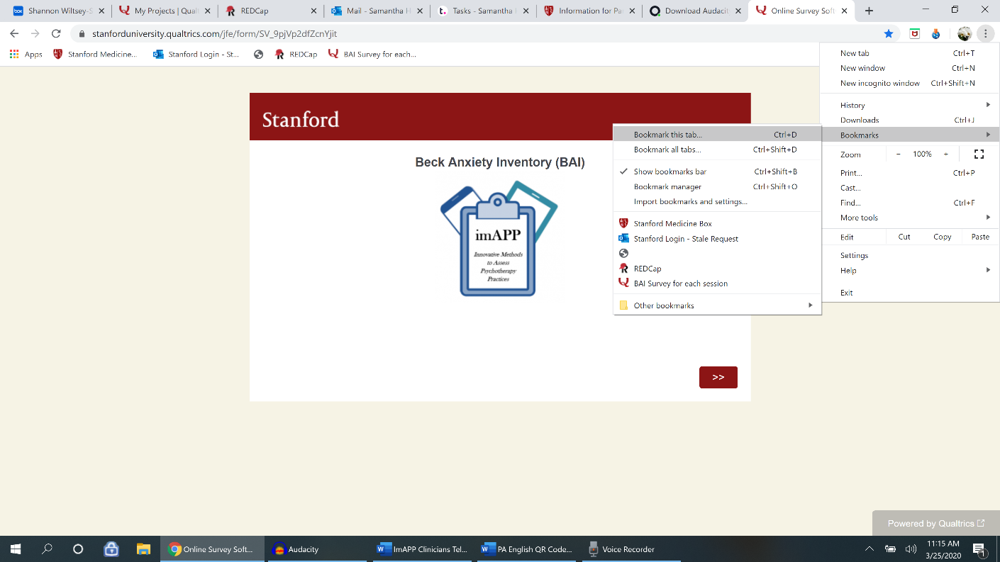 Shannon Wiltsey-S
My Projects | Qual
REDCap
Mail - Samantha H
t. Tasks - Samantha
Information for Pa
Download Audacit
Online Survey Soft
stanforduniversity.qualtrics.com/jfe/form/SV_9pjVp2dfZcnYjit
Apps
Stanford Medicine...
Stanford Login - St...
REDCap
BAI Survey for each...
New tab Ctrl+T
New window Ctrl+N
New incognito window Ctrl+Shift+N
History
Downloads Ctrl+J
Bookmarks
Zoom - 100% +
Print... Ctrl+P
Cast...
Find... Ctrl+F
More tools
Edit Cut Copy Paste
Settings
Help
Exit
Bookmark this tab... Ctrl+D
Bookmark all tabs... Ctrl+Shift+D
Show bookmarks bar Ctrl+Shift+B
Bookmark manager Ctrl+Shift+O
Import bookmarks and settings...
Stanford Medicine Box
Stanford Login - Stale Request
REDCap
BAI Survey for each session
Other bookmarks
Stanford
Beck Anxiety Inventory (BAI)
imAPP
Innovative Methods
to Assess
Psychotherapy
Practices
>>
Powered by Qualtrics
Online Survey Soft...
Audacity
ImAPP Clinicians Tel...
PA English QR Code...
Voice Recorder
11:15 AM
3/25/2020
1